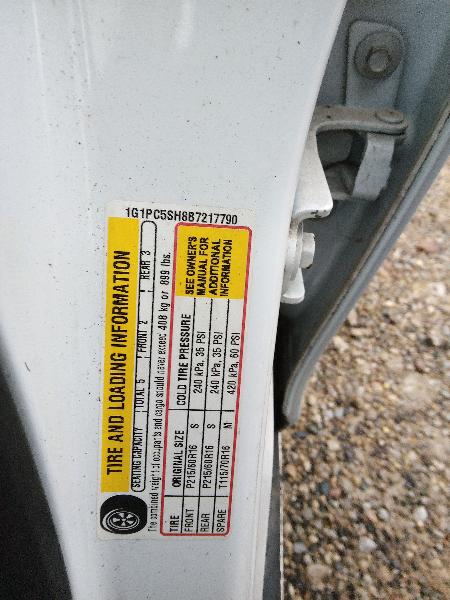 1G1PC5SH8B7217790
TIRE AND LOADING INFORMATION
SEATING CAPACITY TOTAL 5 FRONT 2 REAR 3
The combined weight of occupants and cargo should never exceed 408 kg or 899 lbs.
TIRE ORIGINAL SIZE COLD TIRE PRESSURE
FRONT P215/60R16 S 240 kPa, 35 PSI
REAR P215/60R16 S 240 kPa, 35 PSI
SPARE T115/70R16 M 420 kPa, 60 PSI
SEE OWNER'S
MANUAL FOR
ADDITIONAL
INFORMATION